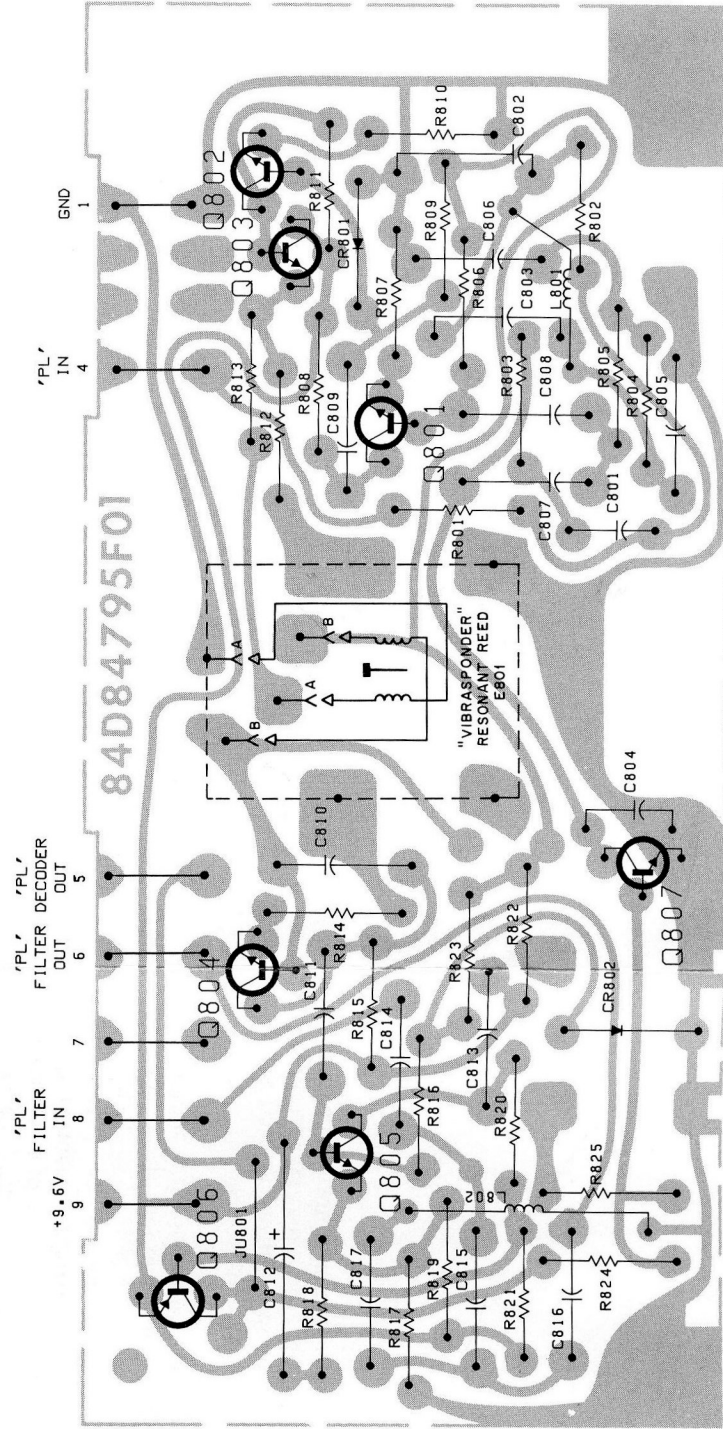 +9.6V
9
'PL'
FILTER
IN
8
7
'PL'
FILTER
OUT
6
'PL'
DECODER
OUT
5
'PL'
IN
4
GND
1
84D84795F01
Q806
JU801
C812
+
R818
C817
R817
R819
C815
R821
C816
R824
R825
L802
Q805
R820
C813
R816
C814
R815
C811
Q804
R814
C810
R823
R822
CR802
Q807
C804
B
A
A
B
"VIBRASPONDER"
RESONANT REED
E801
Q802
Q803
R813
R812
R808
C809
R811
CR801
R807
Q801
R801
R810
C802
R809
C806
R806
C803
L801
R802
R803
C808
C807
C801
R805
R804
C805